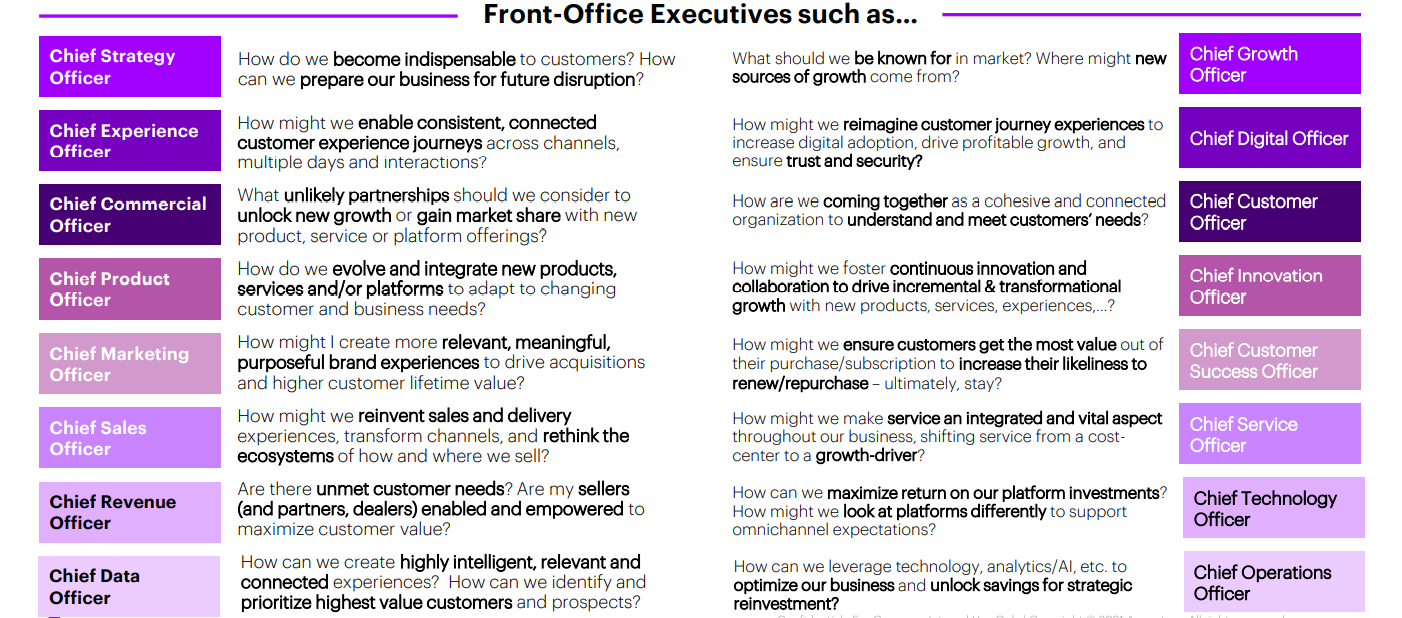 Front-Office Executives such as...
Chief Strategy
Officer
How do we become indispensable to customers? How
can we prepare our business for future disruption?
What should we be known for in market? Where might new
sources of growth come from?
Chief Growth
Officer
Chief Experience
Officer
How might we enable consistent, connected
customer experience journeys across channels,
multiple days and interactions?
How might we reimagine customer journey experiences to
increase digital adoption, drive profitable growth, and
ensure trust and security?
Chief Digital Officer
Chief Commercial
Officer
What unlikely partnerships should we consider to
unlock new growth or gain market share with new
product, service or platform offerings?
How are we coming together as a cohesive and connected
organization to understand and meet customers’ needs?
Chief Customer
Officer
Chief Product
Officer
How do we evolve and integrate new products,
services and/or platforms to adapt to changing
customer and business needs?
How might we foster continuous innovation and
collaboration to drive incremental & transformational
growth with new products, services, experiences,...?
Chief Innovation
Officer
Chief Marketing
Officer
How might I create more relevant, meaningful,
purposeful brand experiences to drive acquisitions
and higher customer lifetime value?
How might we ensure customers get the most value out of
their purchase/subscription to increase their likeliness to
renew/repurchase – ultimately, stay?
Chief Customer
Success Officer
Chief Sales
Officer
How might we reinvent sales and delivery
experiences, transform channels, and rethink the
ecosystems of how and where we sell?
How might we make service an integrated and vital aspect
throughout our business, shifting service from a cost-
center to a growth-driver?
Chief Service
Officer
Chief Revenue
Officer
Are there unmet customer needs? Are my sellers
(and partners, dealers) enabled and empowered to
maximize customer value?
How can we maximize return on our platform investments?
How might we look at platforms differently to support
omnichannel expectations?
Chief Technology
Officer
Chief Data
Officer
How can we create highly intelligent, relevant and
connected experiences? How can we identify and
prioritize highest value customers and prospects?
How can we leverage technology, analytics/AI, etc. to
optimize our business and unlock savings for strategic
reinvestment?
Chief Operations
Officer